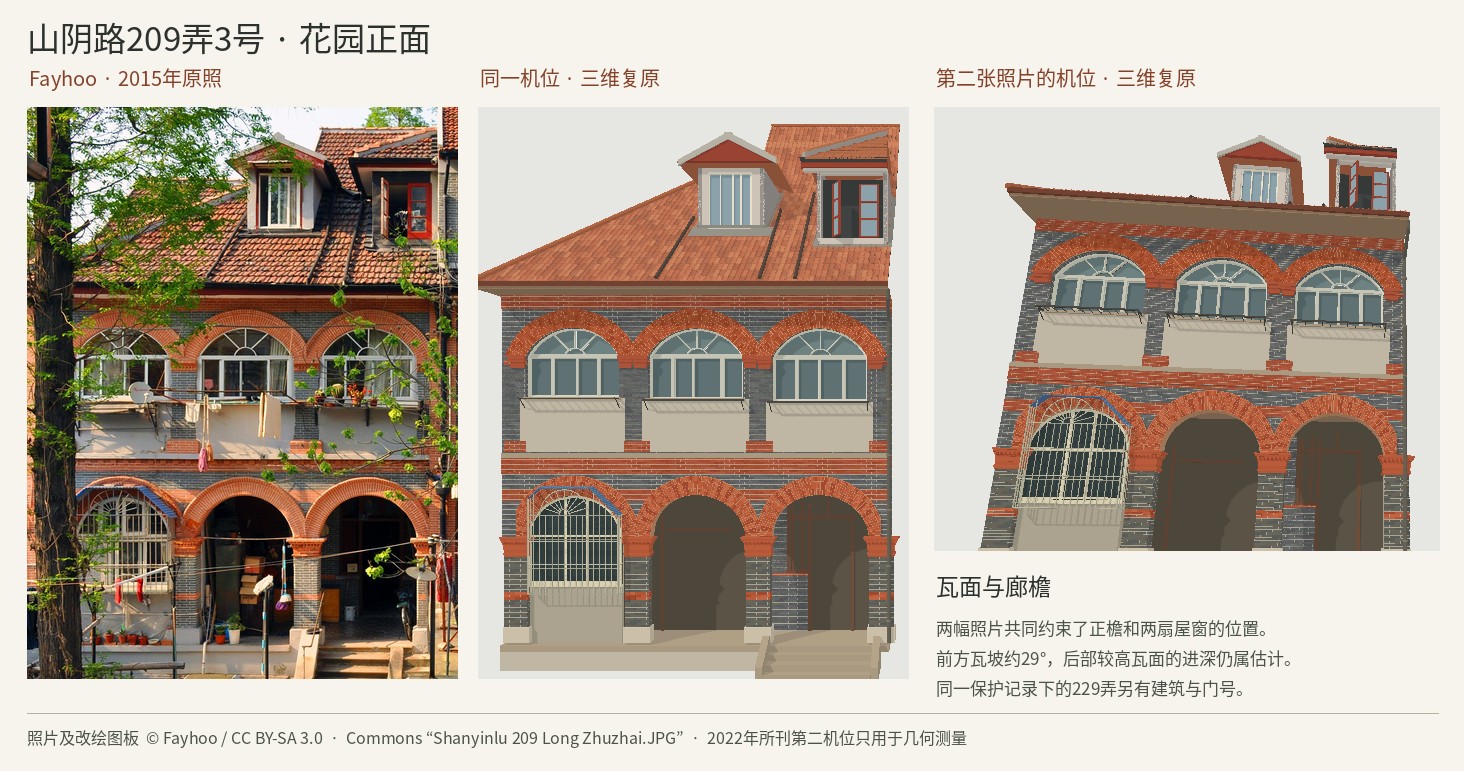 山阴路209弄3号 · 花园正面
Fayhoo · 2015年原照
同一机位 · 三维复原
第二张照片的机位 · 三维复原
瓦面与廊檐
两幅照片共同约束了正檐和两扇屋窗的位置。
前方瓦坡约29°，后部较高瓦面的进深仍属估计。
同一保护记录下的229弄另有建筑与门号。
照片及改绘图板 © Fayhoo / CC BY-SA 3.0 · Commons “Shanyinlu 209 Long Zhuzhai.JPG” · 2022年所刊第二机位只用于几何测量